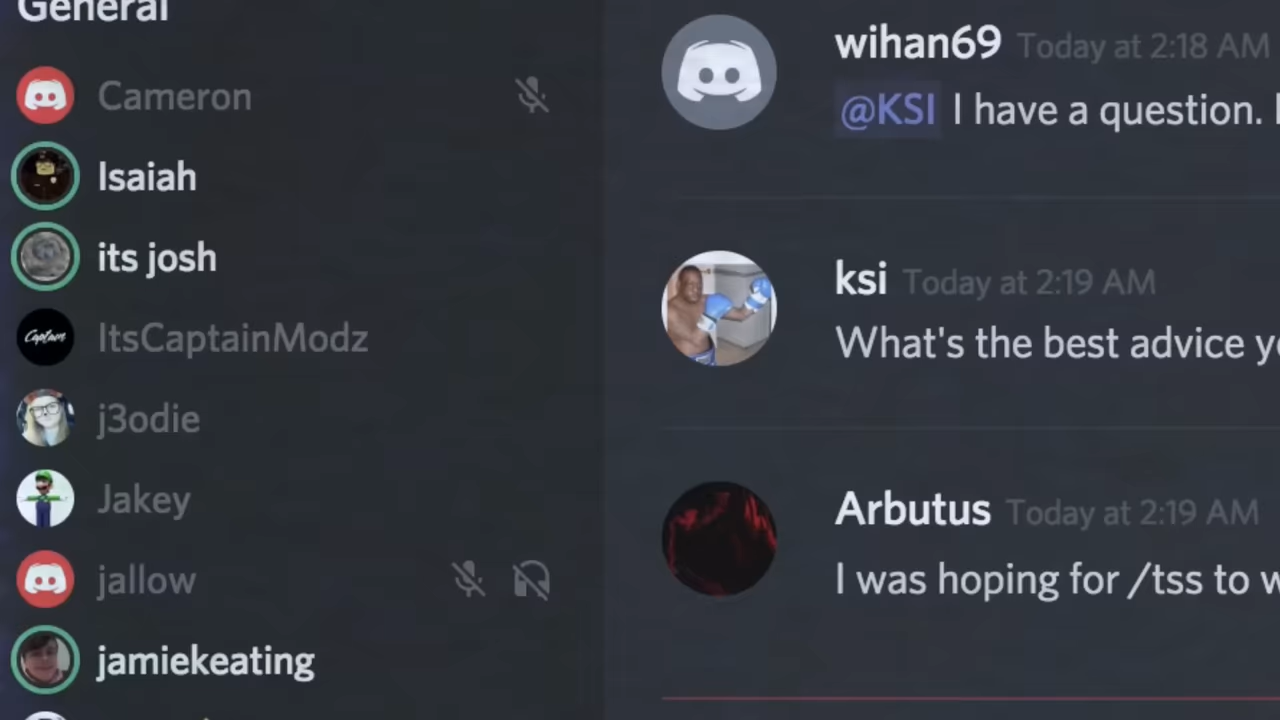 General
Cameron
Isaiah
its josh
ItsCaptainModz
Captain
j3odie
Jakey
jallow
jamiekeating
wihan69 Today at 2:18 AM
@KSI I have a question.
ksi Today at 2:19 AM
What's the best advice
Arbutus Today at 2:19 AM
I was hoping for /tss to